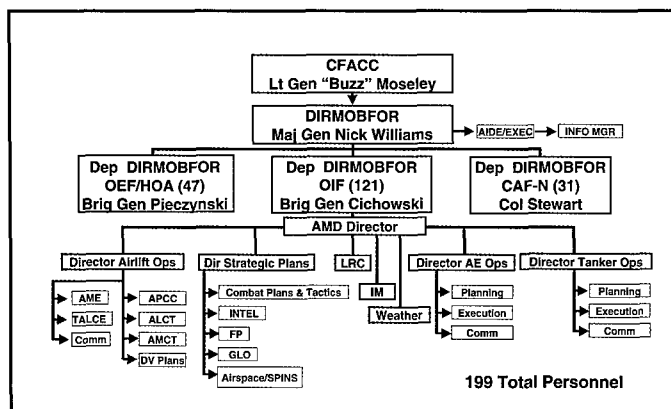 CFACC
Lt Gen "Buzz" Moseley
DIRMOBFOR
Maj Gen Nick Williams
AIDE/EXEC
INFO MGR
Dep DIRMOBFOR
OEF/HOA (47)
Brig Gen Pieczynski
Dep DIRMOBFOR
OIF (121)
Brig Gen Cichowski
Dep DIRMOBFOR
CAF-N (31)
Col Stewart
AMD Director
Director Airlift Ops
Dir Strategic Plans
LRC
Director AE Ops
Director Tanker Ops
AME
TALCE
Comm
APCC
ALCT
AMCT
DV Plans
Combat Plans & Tactics
INTEL
FP
GLO
Airspace/SPINS
IM
Weather
Planning
Execution
Comm
Planning
Execution
Comm
199 Total Personnel